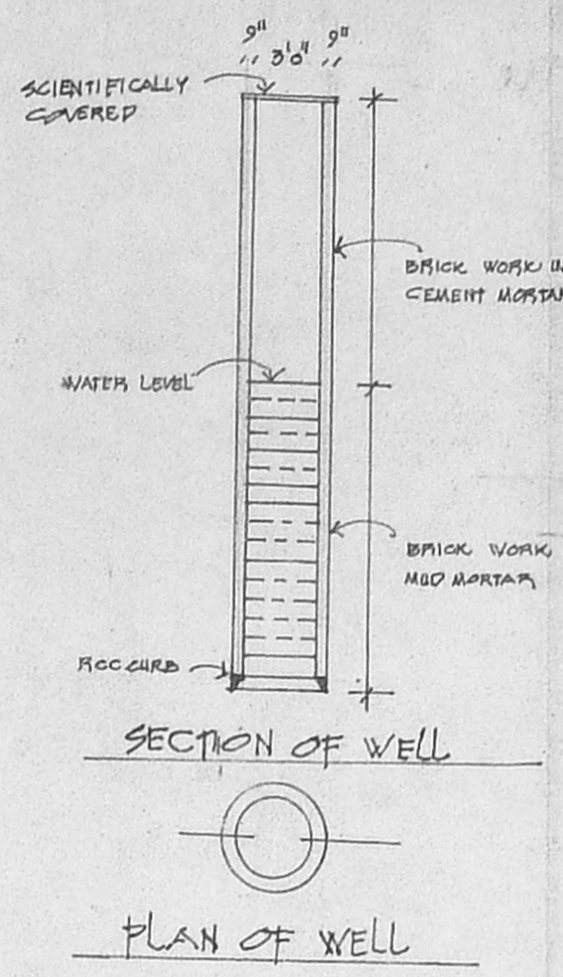 9" 3'0" 9"
SCIENTIFICALLY
COVERED
BRICK WORK IN
CEMENT MORTAR
WATER LEVEL
BRICK WORK
MUD MORTAR
RCC CURB
SECTION OF WELL
PLAN OF WELL